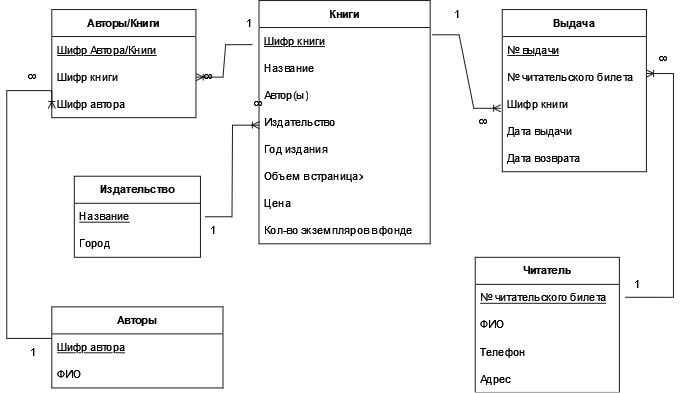 Авторы/Книги
Шифр Автора/Книги
Шифр книги
Шифр автора
∞
∞
1
Книги
Шифр книги
Название
Автор(ы)
Издательство
Год издания
Объем в страницах
Цена
Кол-во экземпляров в фонде
∞
1
Выдача
№ выдачи
№ читательского билета
Шифр книги
Дата выдачи
Дата возврата
∞
∞
Издательство
Название
Город
1
Авторы
Шифр автора
ФИО
1
Читатель
№ читательского билета
ФИО
Телефон
Адрес
1